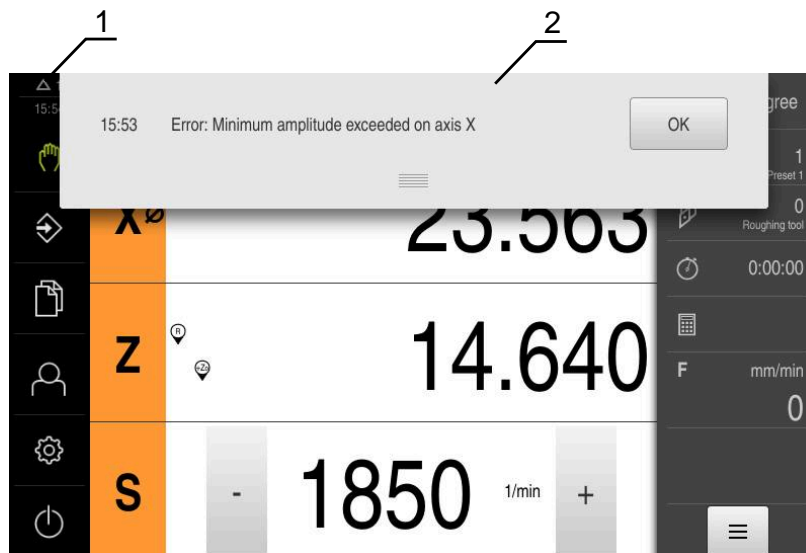 1
2
15:53 Error: Minimum amplitude exceeded on axis X OK
1
Preset 1
X 23.563
0
Roughing tool
0:00:00
Z R 14.640
F mm/min
0
S - 1850 1/min +